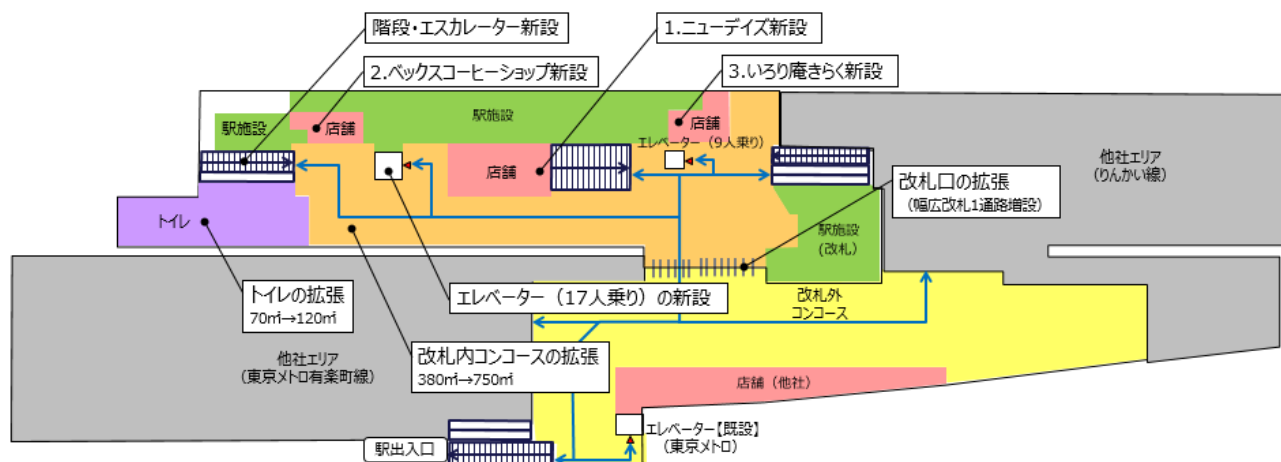 階段・エスカレーター新設
1.ニューデイズ新設
2.ベックスコーヒーショップ新設
3.いろり庵きらく新設
駅施設
駅施設
店舗
店舗
エレベーター（9人乗り）
店舗
他社エリア
（りんかい線）
改札口の拡張
（幅広改札1通路増設）
トイレ
駅施設
（改札）
トイレの拡張
70㎡→120㎡
エレベーター（17人乗り）の新設
改札外
コンコース
改札内コンコースの拡張
380㎡→750㎡
他社エリア
（東京メトロ有楽町線）
店舗（他社）
エレベーター【既設】
（東京メトロ）
駅出入口